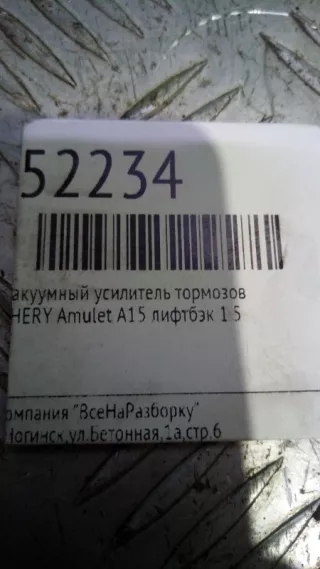 52234
акуумный усилитель тормозов
HERY Amulet A15 лифтбэк 1.5
омпания "ВсеНаРазборку"
Ногинск,ул.Бетонная,1а,стр.6